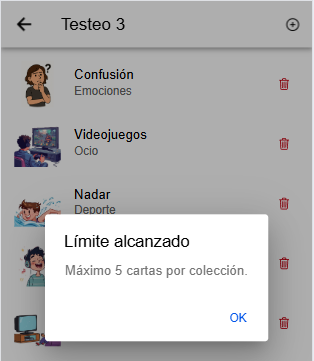 Testeo 3
Confusión
Emociones
Videojuegos
Ocio
Nadar
Deporte
Límite alcanzado
Máximo 5 cartas por colección.
OK